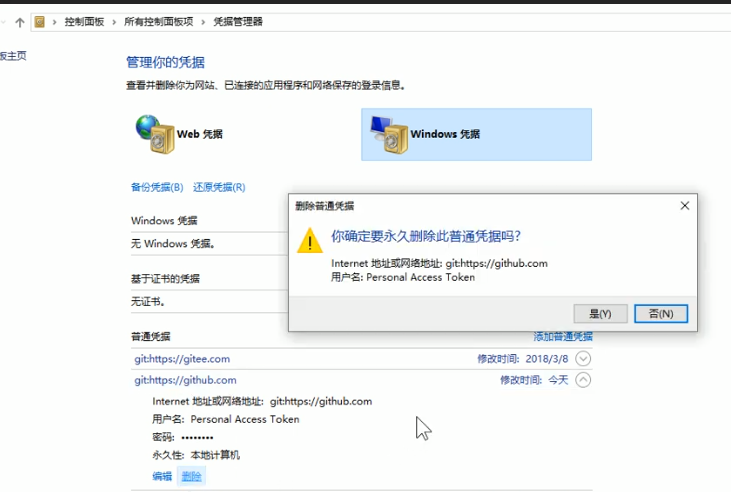 控制面板 › 所有控制面板项 › 凭据管理器
板主页
管理你的凭据
查看并删除你为网站、已连接的应用程序和网络保存的登录信息。
Web 凭据
Windows 凭据
备份凭据(B) 还原凭据(R)
Windows 凭据
无 Windows 凭据。
基于证书的凭据
无证书。
普通凭据
添加普通凭据
git:https://gitee.com
修改时间: 2018/3/8
git:https://github.com
修改时间: 今天
Internet 地址或网络地址: git:https://github.com
用户名: Personal Access Token
密码: ••••••••
永久性: 本地计算机
编辑 删除
删除普通凭据
你确定要永久删除此普通凭据吗?
Internet 地址或网络地址: git:https://github.com
用户名: Personal Access Token
是(Y)
否(N)